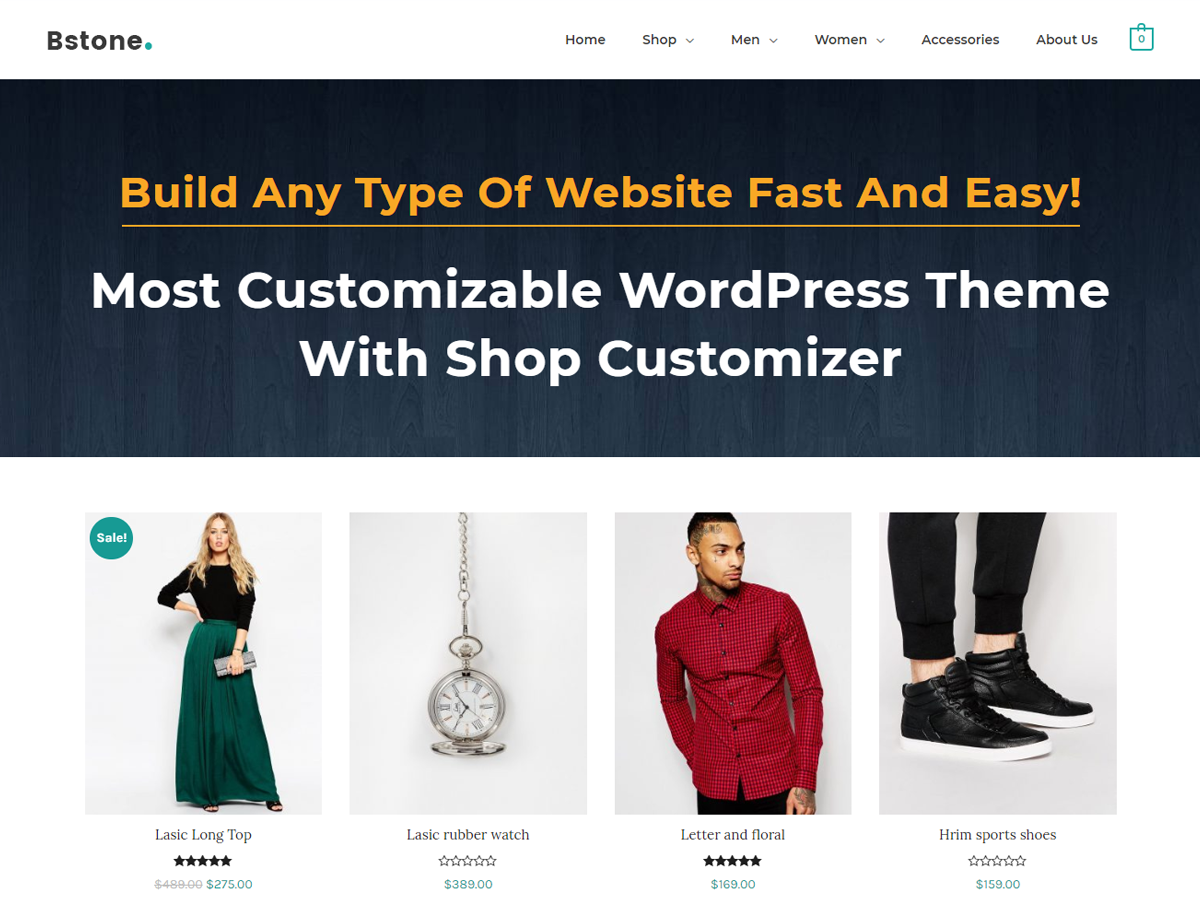 Bstone.
Home Shop Men Women Accessories About Us 0
Build Any Type Of Website Fast And Easy!
Most Customizable WordPress Theme
With Shop Customizer
Sale!
Lasic Long Top
$489.00 $275.00
Lasic rubber watch
$389.00
Letter and floral
$169.00
Hrim sports shoes
$159.00